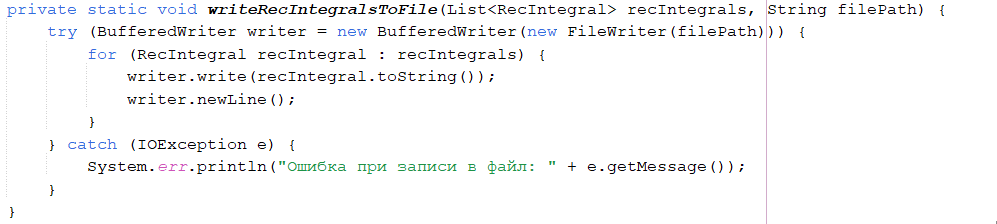 private static void writeRecIntegralsToFile(List<RecIntegral> recIntegrals, String filePath) {
    try (BufferedWriter writer = new BufferedWriter(new FileWriter(filePath))) {
        for (RecIntegral recIntegral : recIntegrals) {
            writer.write(recIntegral.toString());
            writer.newLine();
        }
    } catch (IOException e) {
        System.err.println("Ошибка при записи в файл: " + e.getMessage());
    }
}